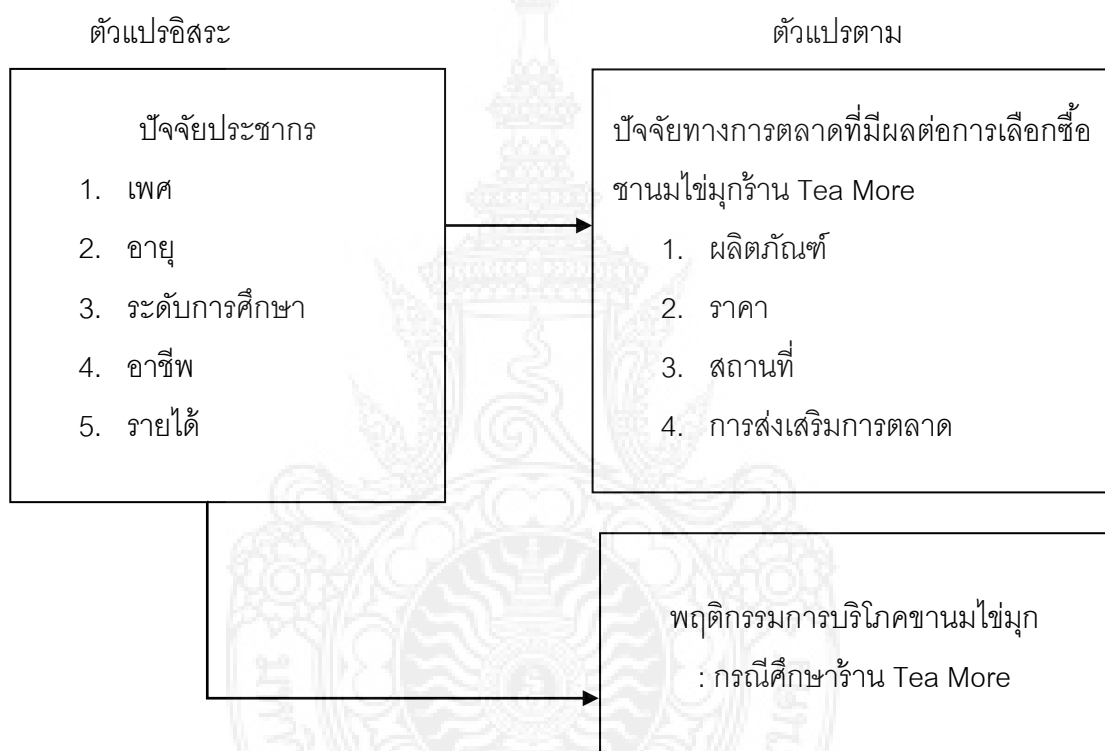 ตัวแปรอิสระ
ตัวแปรตาม
ปัจจัยประชากร
1. เพศ
2. อายุ
3. ระดับการศึกษา
4. อาชีพ
5. รายได้
ปัจจัยทางการตลาดที่มีผลต่อการเลือกซื้อ
ชานมไข่มุกร้าน Tea More
1. ผลิตภัณฑ์
2. ราคา
3. สถานที่
4. การส่งเสริมการตลาด
พฤติกรรมการบริโภคขานมไข่มุก
: กรณีศึกษาร้าน Tea More